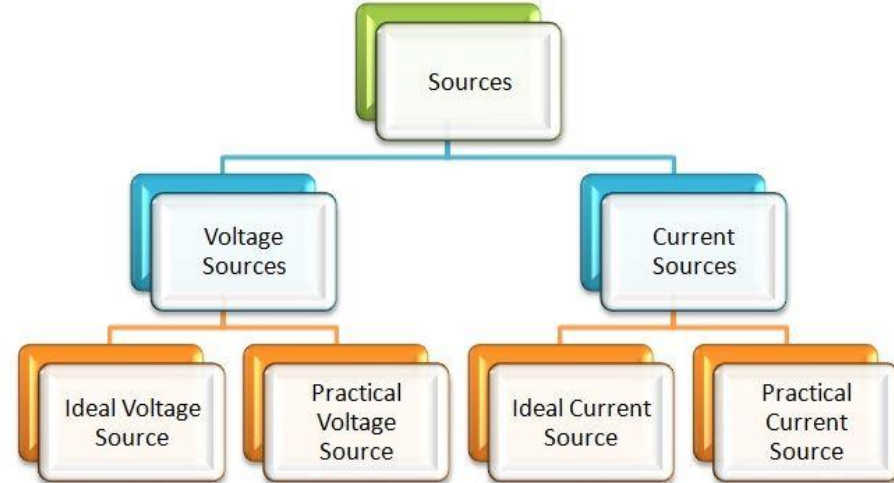 Sources
Voltage
Sources
Current
Sources
Ideal Voltage
Source
Practical
Voltage
Source
Ideal Current
Source
Practical
Current
Source